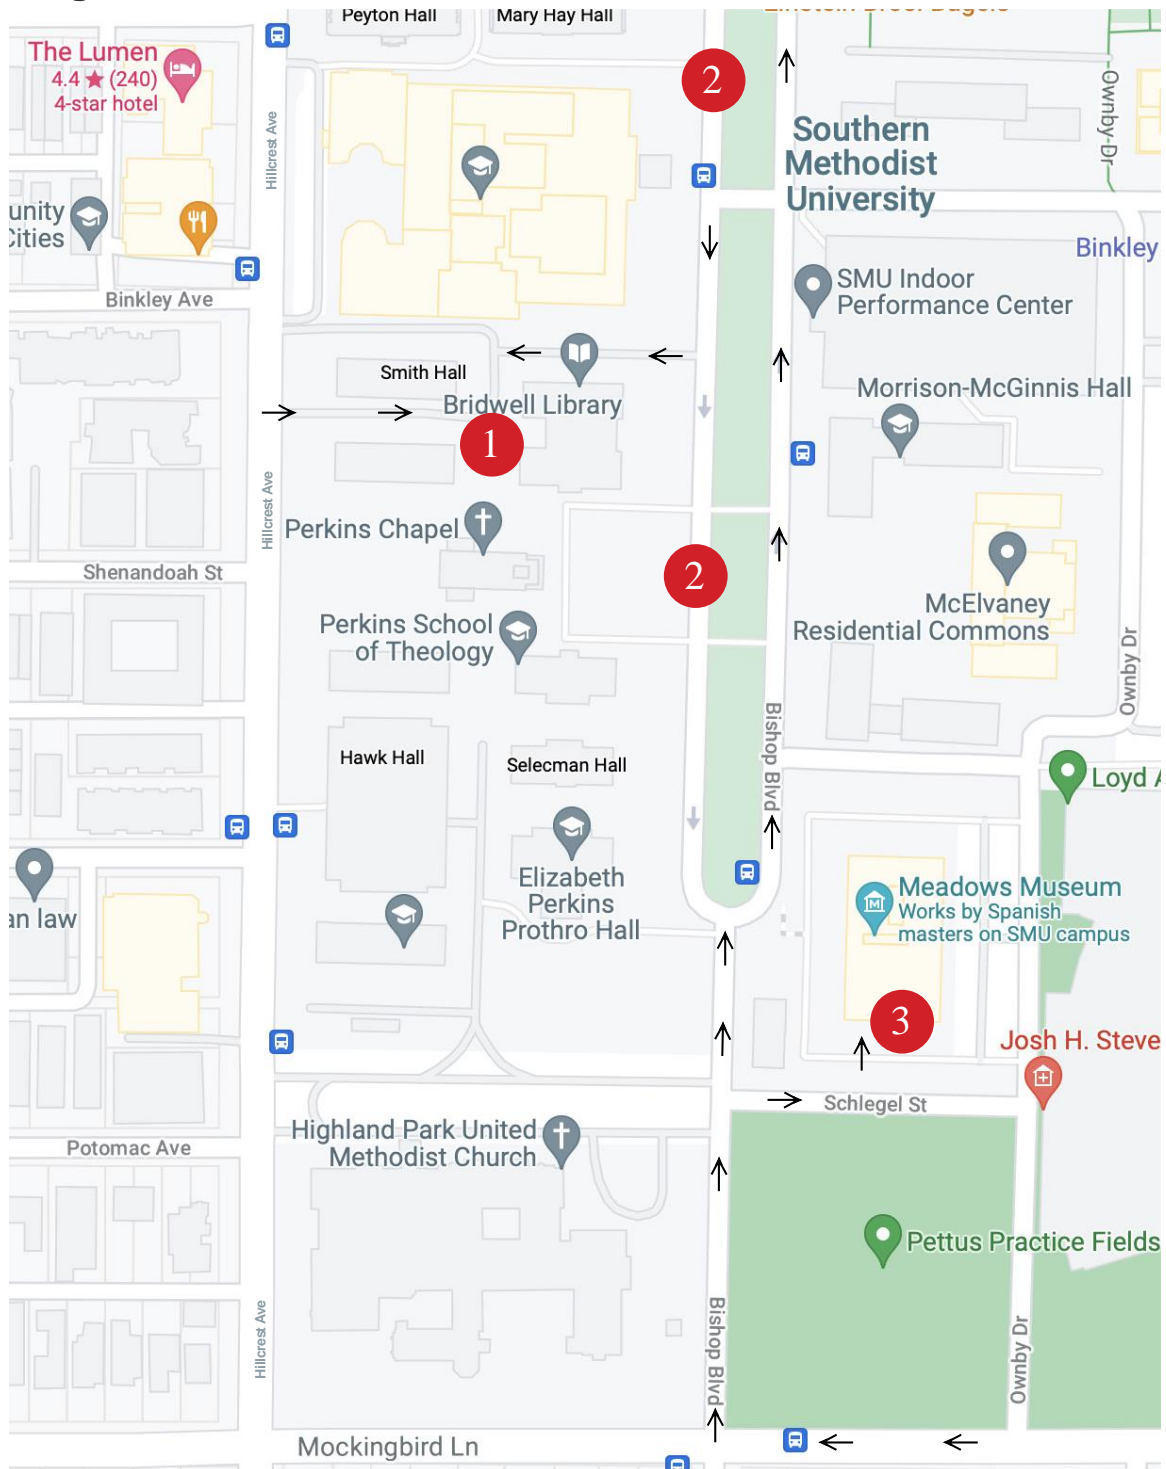 Peyton Hall
Mary Hay Hall
The Lumen
4.4 ★ (240)
4-star hotel
Hillcrest Ave
2
Ownby Dr
Southern
Methodist
University
unity
Cities
Binkley
Binkley Ave
SMU Indoor
Performance Center
Smith Hall
Bridwell Library
Morrison-McGinnis Hall
1
Hillcrest Ave
Perkins Chapel
Shenandoah St
2
McElvaney
Residential Commons
Perkins School
of Theology
Ownby Dr
Bishop Blvd
Hawk Hall
Selecman Hall
Loyd A
Elizabeth
Perkins
Prothro Hall
Meadows Museum
Works by Spanish
masters on SMU campus
an law
3
Josh H. Steve
Schlegel St
Highland Park United
Methodist Church
Potomac Ave
Pettus Practice Fields
Hillcrest Ave
Bishop Blvd
Ownby Dr
Mockingbird Ln